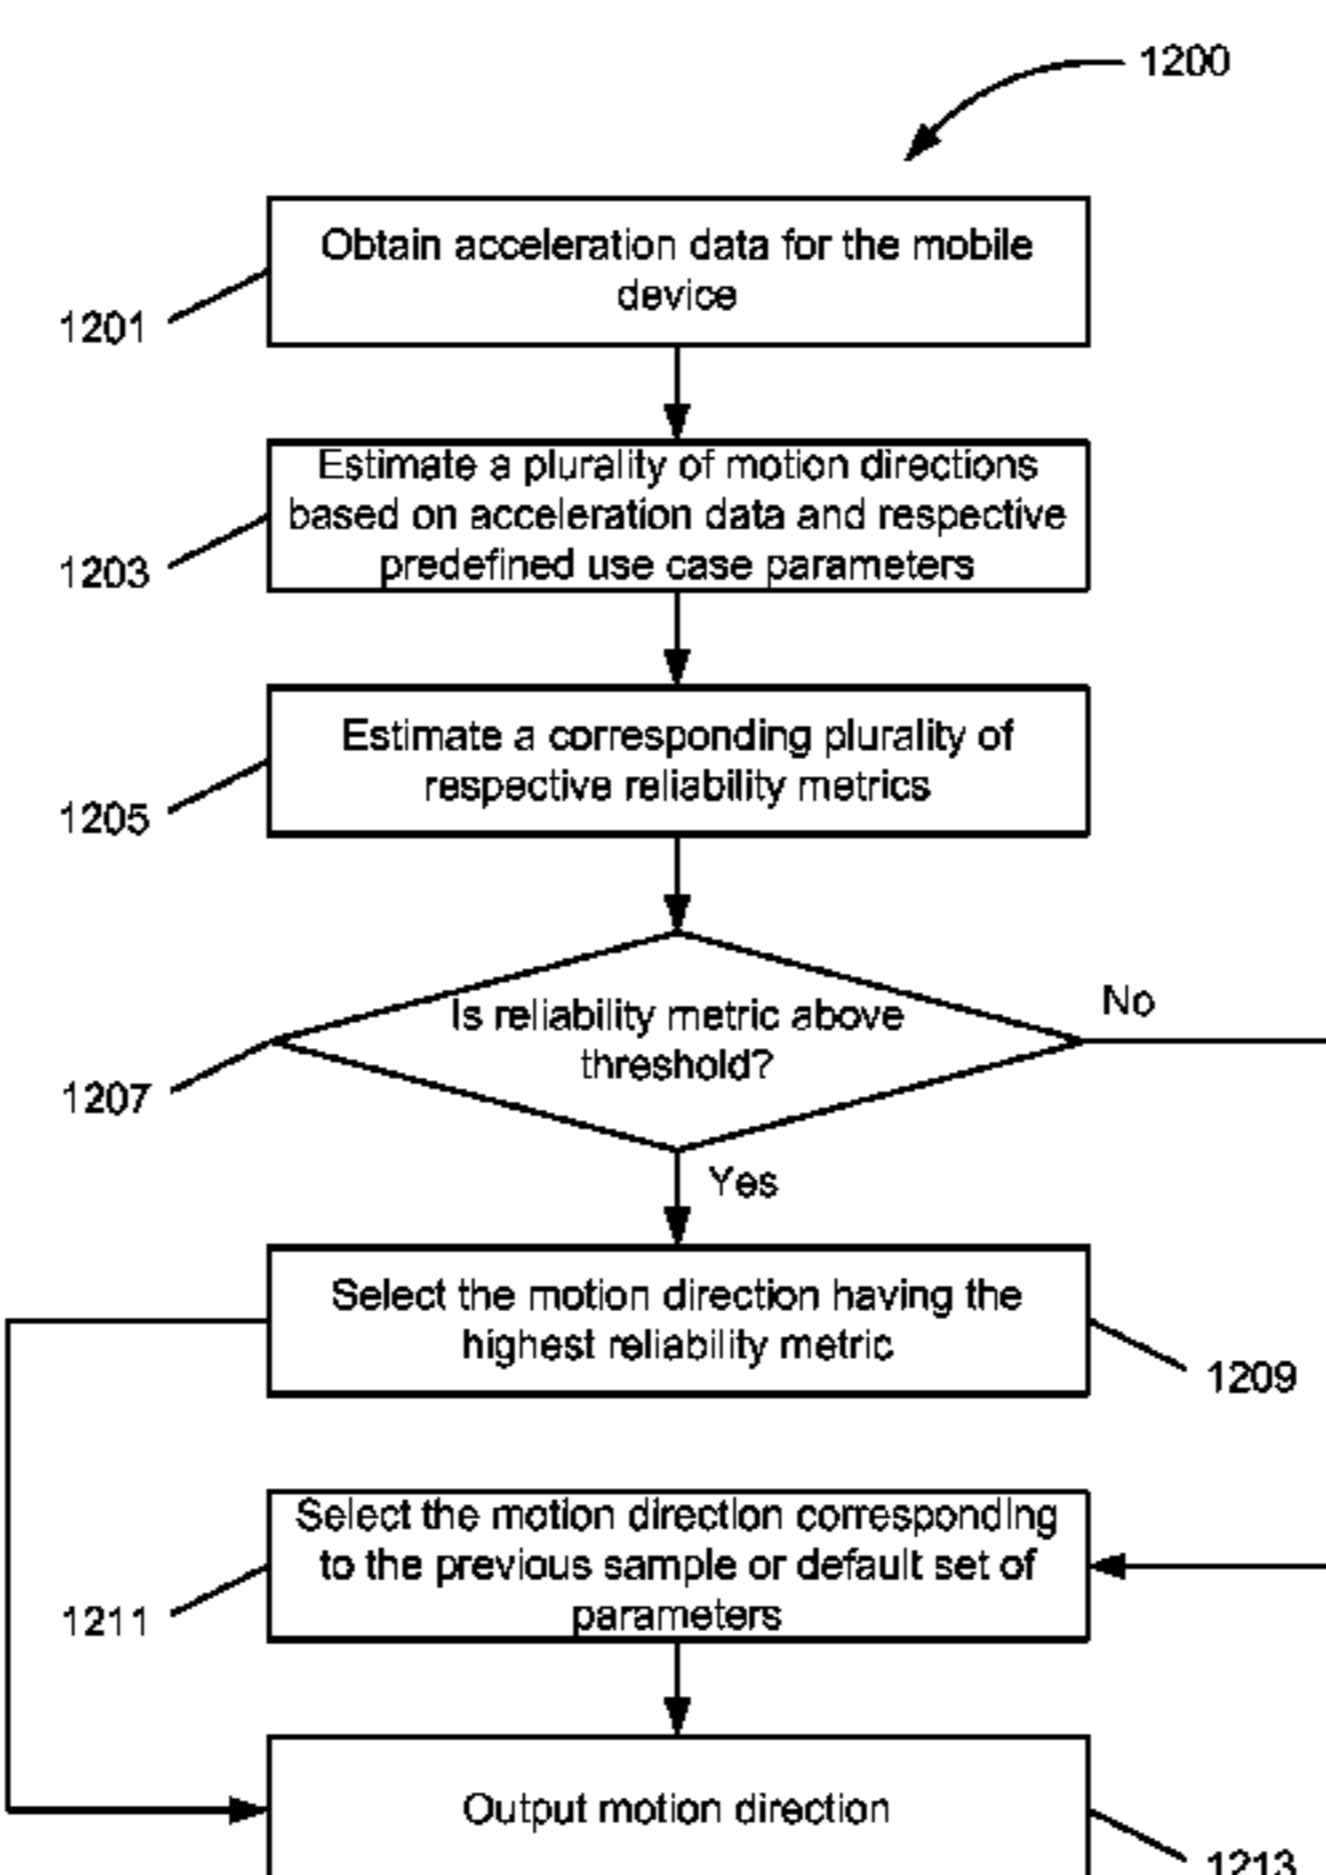 1200
Obtain acceleration data for the mobile
device
1201
Estimate a plurality of motion directions
based on acceleration data and respective
predefined use case parameters
1203
Estimate a corresponding plurality of
respective reliability metrics
1205
Is reliability metric above
threshold?
No
1207
Yes
Select the motion direction having the
highest reliability metric
1209
Select the motion direction corresponding
to the previous sample or default set of
parameters
1211
Output motion direction
1213